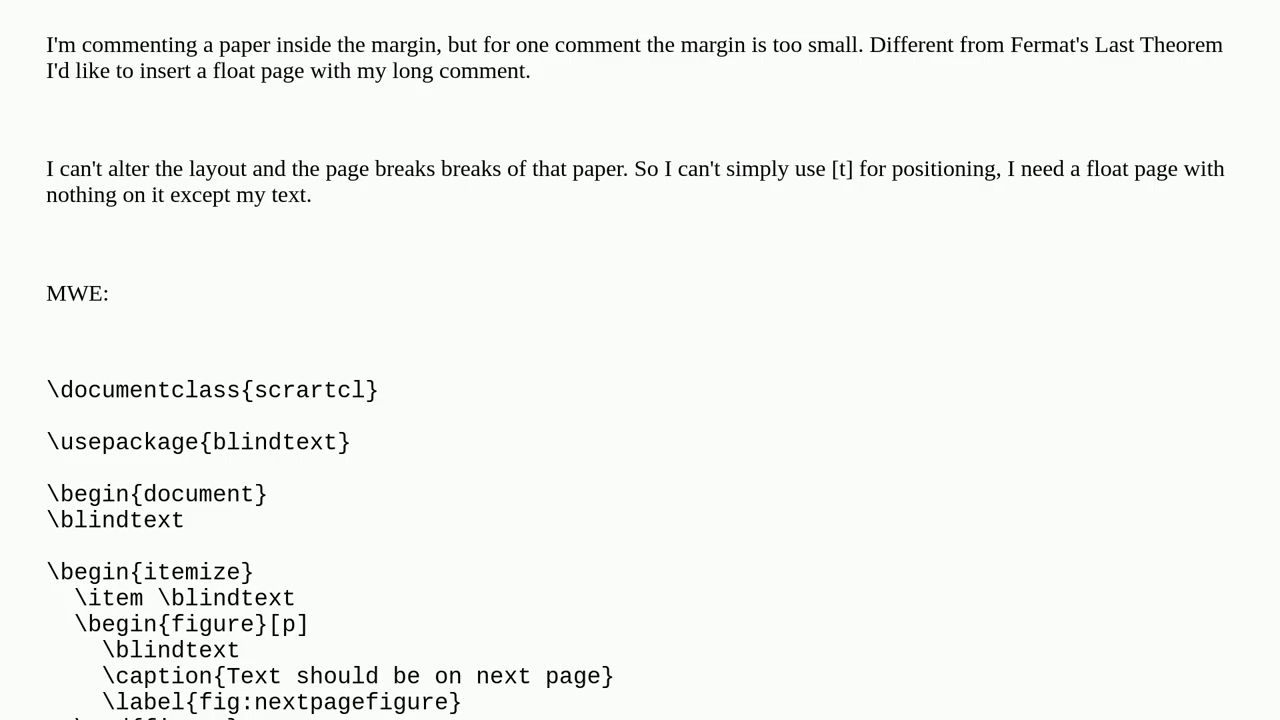 I'm commenting a paper inside the margin, but for one comment the margin is too small. Different from Fermat's Last Theorem
I'd like to insert a float page with my long comment.
I can't alter the layout and the page breaks breaks of that paper. So I can't simply use [t] for positioning, I need a float page with
nothing on it except my text.
MWE:
\documentclass{scrartcl}
\usepackage{blindtext}
\begin{document}
\blindtext
\begin{itemize}
  \item \blindtext
  \begin{figure}[p]
    \blindtext
    \caption{Text should be on next page}
    \label{fig:nextpagefigure}